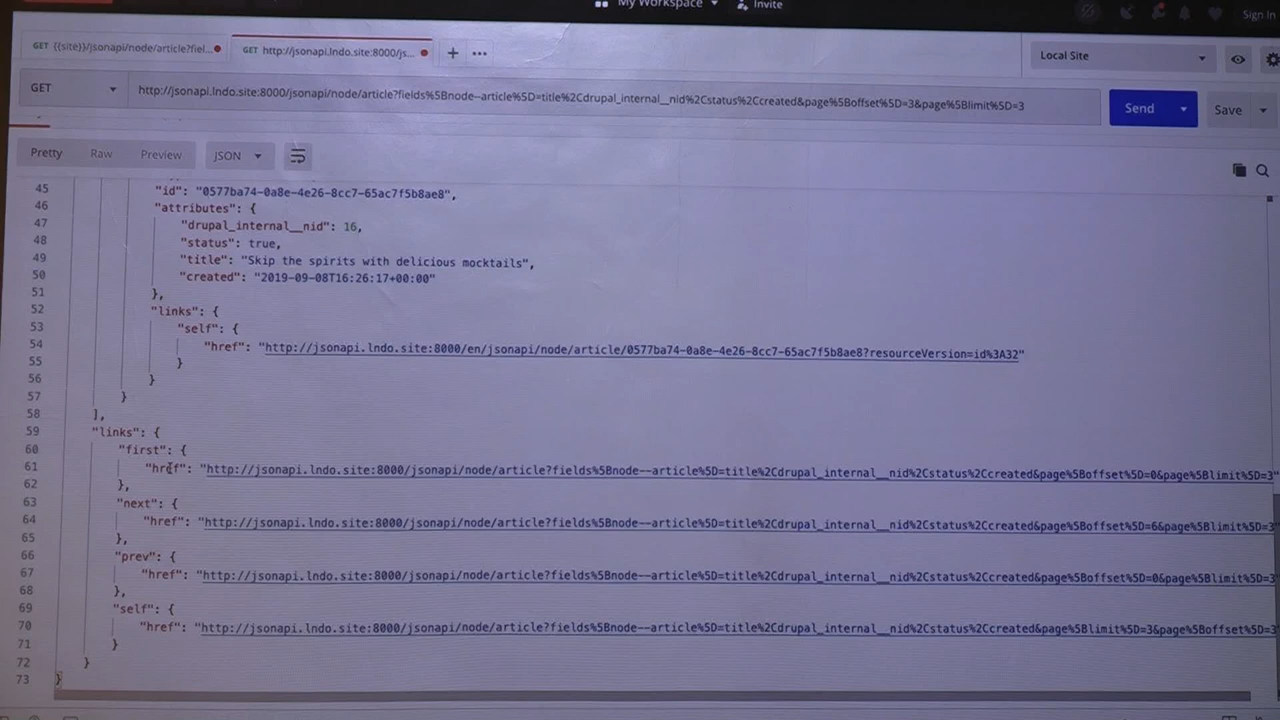 My Workspace Invite
Sign In
GET {{site}}/jsonapi/node/article?fiel... GET http://jsonapi.lndo.site:8000/js... + ••• Local Site
GET http://jsonapi.lndo.site:8000/jsonapi/node/article?fields%5Bnode--article%5D=title%2Cdrupal_internal__nid%2Cstatus%2Ccreated&page%5Boffset%5D=3&page%5Blimit%5D=3 Send Save
Pretty Raw Preview JSON
45 "id": "0577ba74-0a8e-4e26-8cc7-65ac7f5b8ae8",
46 "attributes": {
47 "drupal_internal__nid": 16,
48 "status": true,
49 "title": "Skip the spirits with delicious mocktails",
50 "created": "2019-09-08T16:26:17+00:00"
51 },
52 "links": {
53 "self": {
54 "href": "http://jsonapi.lndo.site:8000/en/jsonapi/node/article/0577ba74-0a8e-4e26-8cc7-65ac7f5b8ae8?resourceVersion=id%3A32"
55 }
56 }
57 }
58 ],
59 "links": {
60 "first": {
61 "href": "http://jsonapi.lndo.site:8000/jsonapi/node/article?fields%5Bnode--article%5D=title%2Cdrupal_internal__nid%2Cstatus%2Ccreated&page%5Boffset%5D=0&page%5Blimit%5D=3"
62 },
63 "next": {
64 "href": "http://jsonapi.lndo.site:8000/jsonapi/node/article?fields%5Bnode--article%5D=title%2Cdrupal_internal__nid%2Cstatus%2Ccreated&page%5Boffset%5D=6&page%5Blimit%5D=3
65 },
66 "prev": {
67 "href": "http://jsonapi.lndo.site:8000/jsonapi/node/article?fields%5Bnode--article%5D=title%2Cdrupal_internal__nid%2Cstatus%2Ccreated&page%5Boffset%5D=0&page%5Blimit%5D=3
68 },
69 "self": {
70 "href": "http://jsonapi.lndo.site:8000/jsonapi/node/article?fields%5Bnode--article%5D=title%2Cdrupal_internal__nid%2Cstatus%2Ccreated&page%5Blimit%5D=3&page%5Boffset%5D=3
71 }
72 }
73 }